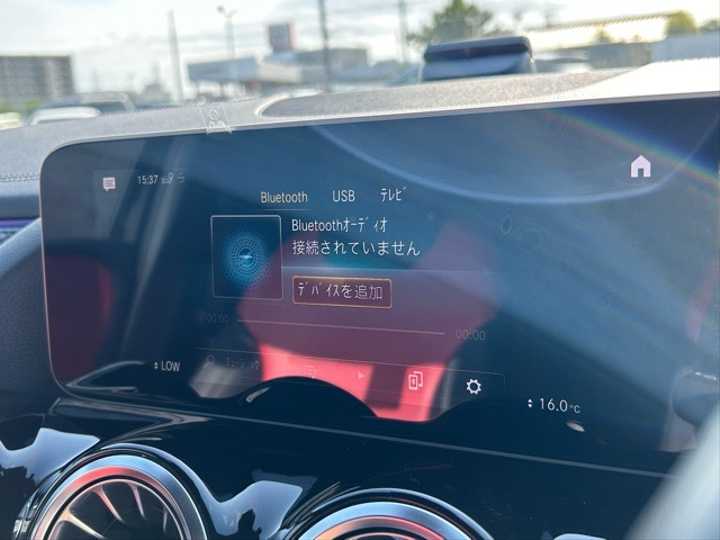 15:37
Bluetooth USB ﾃﾚﾋﾞ
Bluetoothｵｰﾃﾞｨｵ
接続されていません
ﾃﾞﾊﾞｲｽを追加
00:00 00:00
LOW
16.0°C